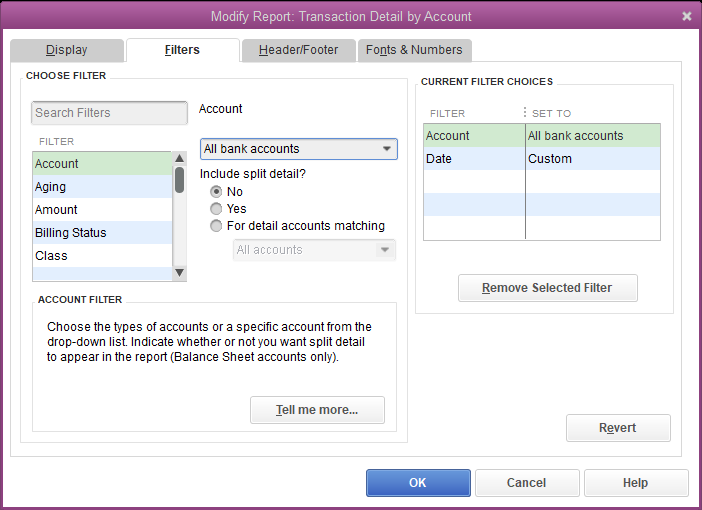 Modify Report: Transaction Detail by Account
Display
Filters
Header/Footer
Fonts & Numbers
CHOOSE FILTER
Search Filters
FILTER
Account
Aging
Amount
Billing Status
Class
Account
All bank accounts
Include split detail?
No
Yes
For detail accounts matching
All accounts
ACCOUNT FILTER
Choose the types of accounts or a specific account from the
drop-down list. Indicate whether or not you want split detail
to appear in the report (Balance Sheet accounts only).
Tell me more...
CURRENT FILTER CHOICES
FILTER SET TO
Account All bank accounts
Date Custom
Remove Selected Filter
Revert
OK
Cancel
Help